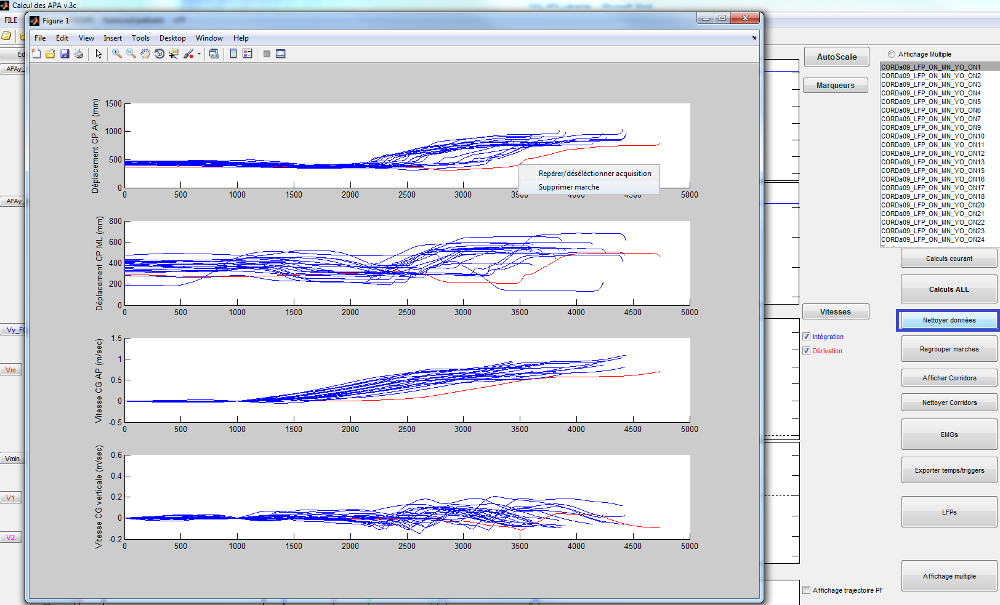 Calcul des APA v.3c
FILE
Figure 1
File Edit View Insert Tools Desktop Window Help
Ed
APAy_
APAy_
Vy_F
Vm
Vmin
V1
V2
Déplacement CP AP (mm)
1500
1000
500
0
0 500 1000 1500 2000 2500 3000 3500 4000 4500 5000
Repérer/déséléctionner acquisition
Supprimer marche
Déplacement CP ML (mm)
800
600
400
200
0
0 500 1000 1500 2000 2500 3000 3500 4000 4500 5000
Vitesse CG AP (m/sec)
1.5
1
0.5
0
-0.5
0 500 1000 1500 2000 2500 3000 3500 4000 4500 5000
Vitesse CG verticale (m/sec)
0.6
0.4
0.2
0
-0.2
0 500 1000 1500 2000 2500 3000 3500 4000 4500 5000
AutoScale
Marqueurs
Vitesses
Intégration
Dérivation
Affichage trajectoire PF
Affichage Multiple
CORDa09_LFP_ON_MN_YO_ON1
CORDa09_LFP_ON_MN_YO_ON2
CORDa09_LFP_ON_MN_YO_ON3
CORDa09_LFP_ON_MN_YO_ON4
CORDa09_LFP_ON_MN_YO_ON5
CORDa09_LFP_ON_MN_YO_ON6
CORDa09_LFP_ON_MN_YO_ON7
CORDa09_LFP_ON_MN_YO_ON9
CORDa09_LFP_ON_MN_YO_ON10
CORDa09_LFP_ON_MN_YO_ON11
CORDa09_LFP_ON_MN_YO_ON12
CORDa09_LFP_ON_MN_YO_ON13
CORDa09_LFP_ON_MN_YO_ON15
CORDa09_LFP_ON_MN_YO_ON16
CORDa09_LFP_ON_MN_YO_ON17
CORDa09_LFP_ON_MN_YO_ON18
CORDa09_LFP_ON_MN_YO_ON20
CORDa09_LFP_ON_MN_YO_ON21
CORDa09_LFP_ON_MN_YO_ON22
CORDa09_LFP_ON_MN_YO_ON23
CORDa09_LFP_ON_MN_YO_ON24
Calculs courant
Calculs ALL
Nettoyer données
Regrouper marches
Afficher Corridors
Nettoyer Corridors
EMGs
Exporter temps/triggers
LFPs
Affichage multiple